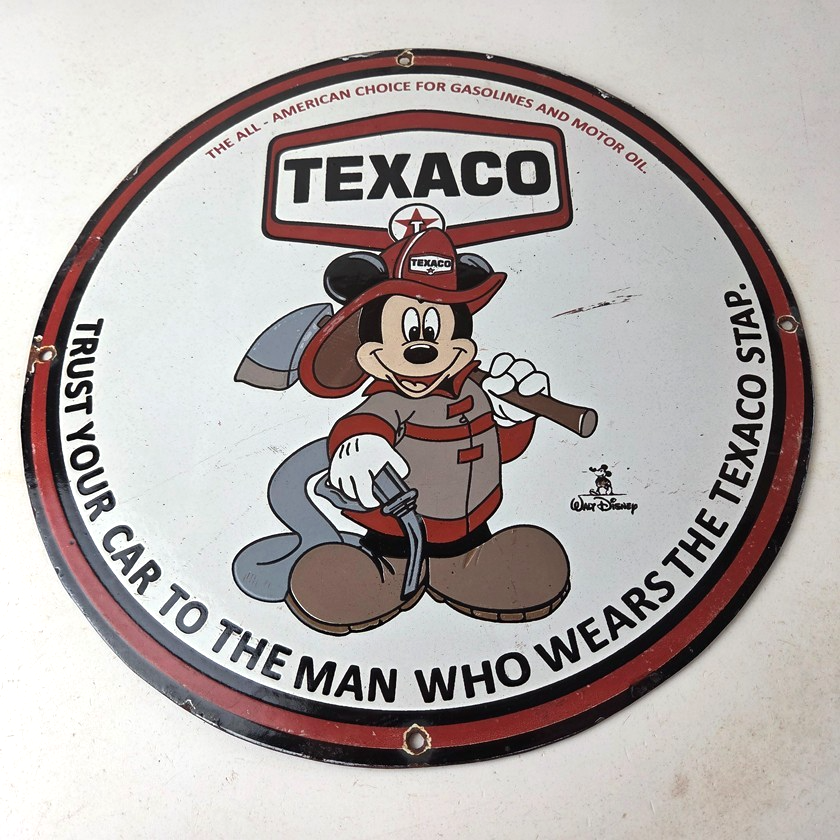 THE ALL - AMERICAN CHOICE FOR GASOLINES AND MOTOR OIL.
TEXACO
T
TEXACO
WALT DISNEY
TRUST YOUR CAR TO THE MAN WHO WEARS THE TEXACO STAP.